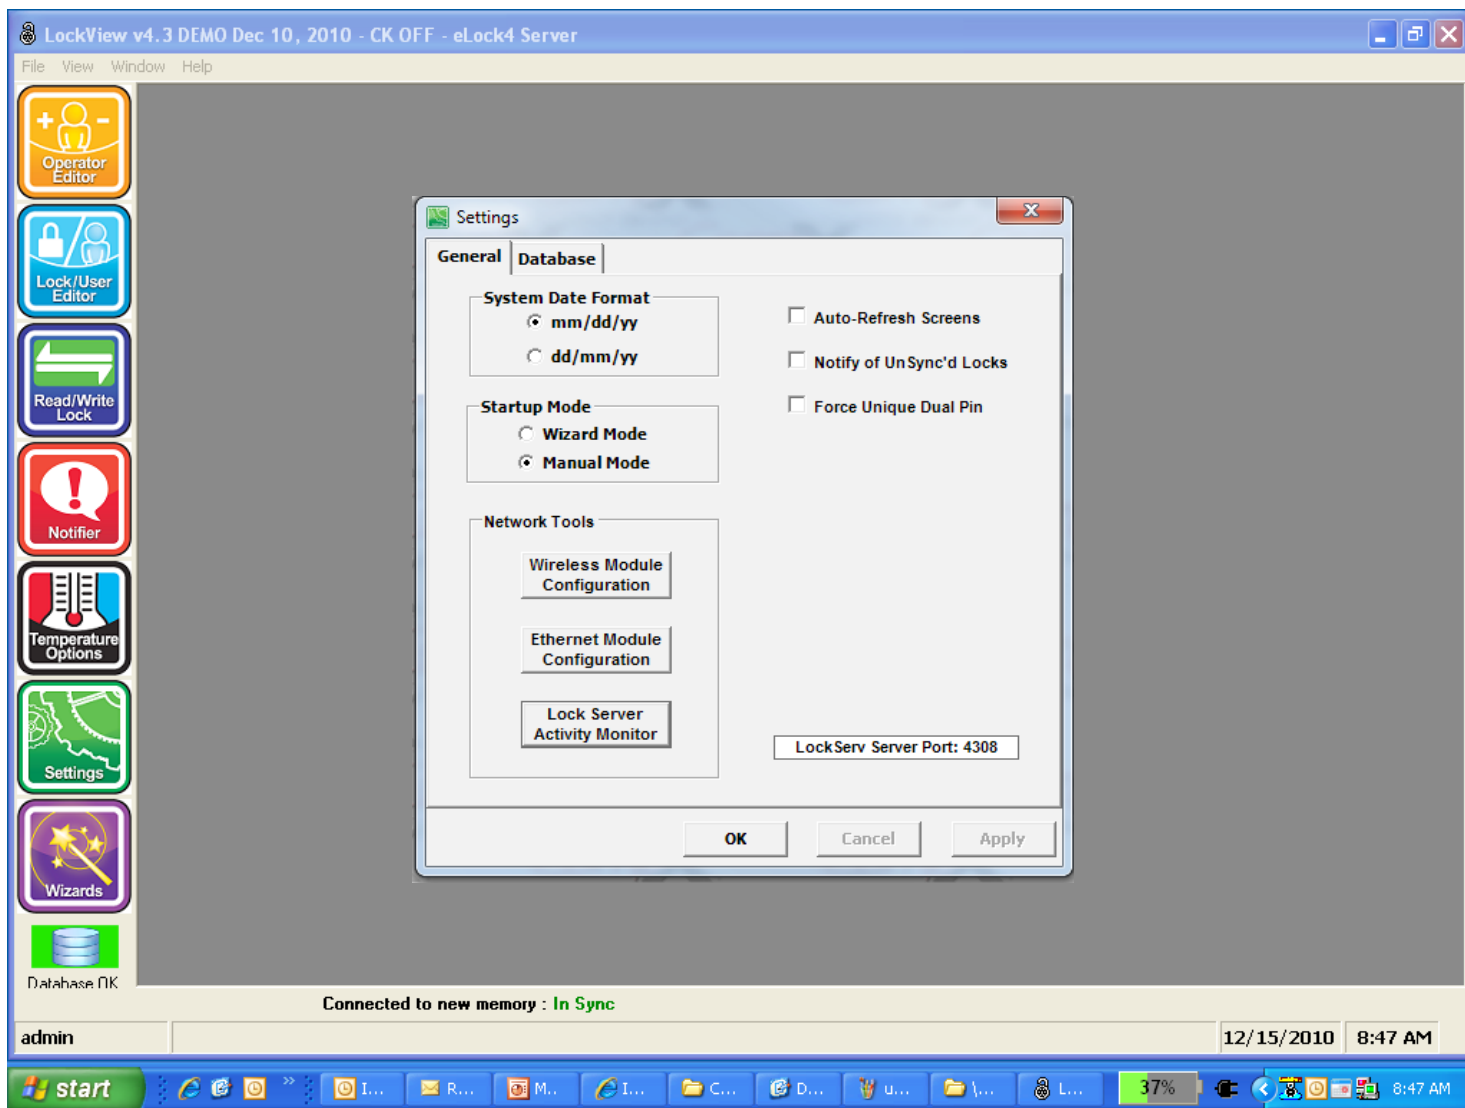 LockView v4.3 DEMO Dec 10, 2010 - CK OFF - eLock4 Server
File View Window Help
+ -
Operator
Editor
Lock/User
Editor
Read/Write
Lock
Notifier
Temperature
Options
Settings
Wizards
Database OK
Settings
General Database
System Date Format
mm/dd/yy
dd/mm/yy
Startup Mode
Wizard Mode
Manual Mode
Network Tools
Wireless Module
Configuration
Ethernet Module
Configuration
Lock Server
Activity Monitor
Auto-Refresh Screens
Notify of UnSync'd Locks
Force Unique Dual Pin
LockServ Server Port: 4308
OK Cancel Apply
Connected to new memory : In Sync
admin 12/15/2010 8:47 AM
start I... R... M... I... C... D... u... \... L... 37% 8:47 AM